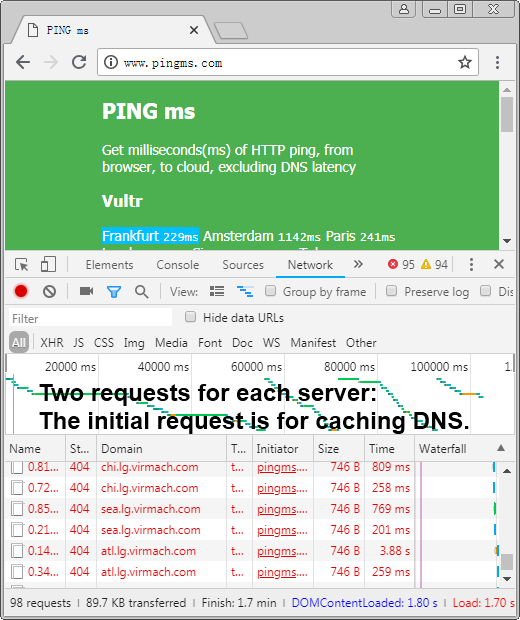 PING ms
www.pingms.com
PING ms
Get milliseconds(ms) of HTTP ping, from
browser, to cloud, excluding DNS latency
Vultr
Frankfurt 229ms Amsterdam 1142ms Paris 241ms
Elements Console Sources Network » 95 94
View: Group by frame Preserve log Dis
Filter Hide data URLs
All XHR JS CSS Img Media Font Doc WS Manifest Other
20000 ms 40000 ms 60000 ms 80000 ms 100000 ms 1
Two requests for each server:
The initial request is for caching DNS.
Name St... Domain T... Initiator Size Time Waterfall
0.81... 404 chi.lg.virmach.com t... pingms.... 746 B 809 ms
0.72... 404 chi.lg.virmach.com t... pingms.... 746 B 258 ms
0.85... 404 sea.lg.virmach.com t... pingms.... 746 B 769 ms
0.21... 404 sea.lg.virmach.com t... pingms.... 746 B 201 ms
0.14... 404 atl.lg.virmach.com t... pingms.... 746 B 3.88 s
0.34... 404 atl.lg.virmach.com t... pingms.... 746 B 259 ms
98 requests | 89.7 KB transferred | Finish: 1.7 min | DOMContentLoaded: 1.80 s | Load: 1.70 s